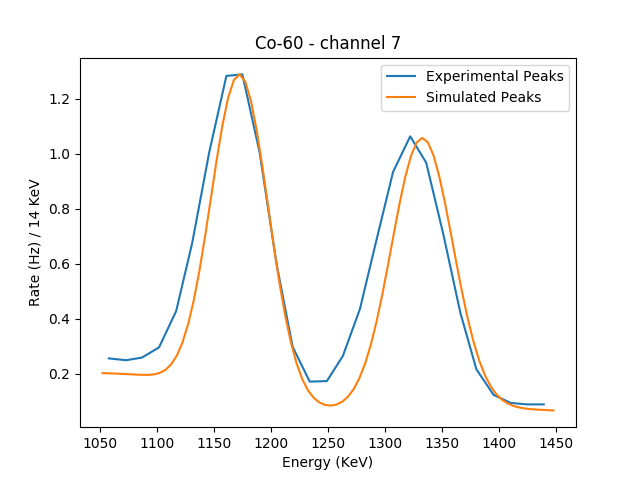 Co-60 - channel 7
Experimental Peaks
Simulated Peaks
Rate (Hz) / 14 KeV
1.2
1.0
0.8
0.6
0.4
0.2
1050 1100 1150 1200 1250 1300 1350 1400 1450
Energy (KeV)